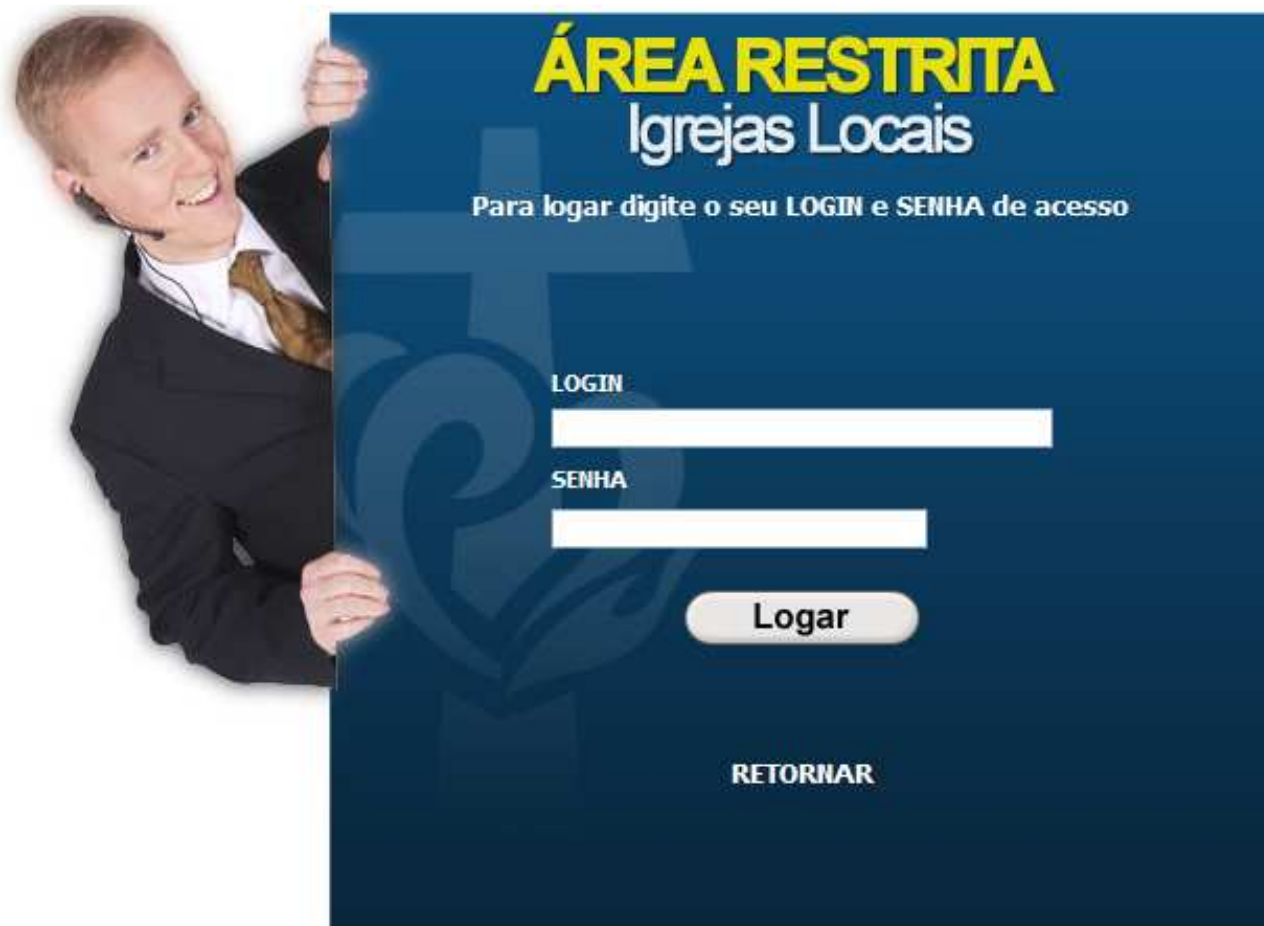 ÁREA RESTRITA
Igrejas Locais
Para logar digite o seu LOGIN e SENHA de acesso
LOGIN
SENHA
Logar
RETORNAR